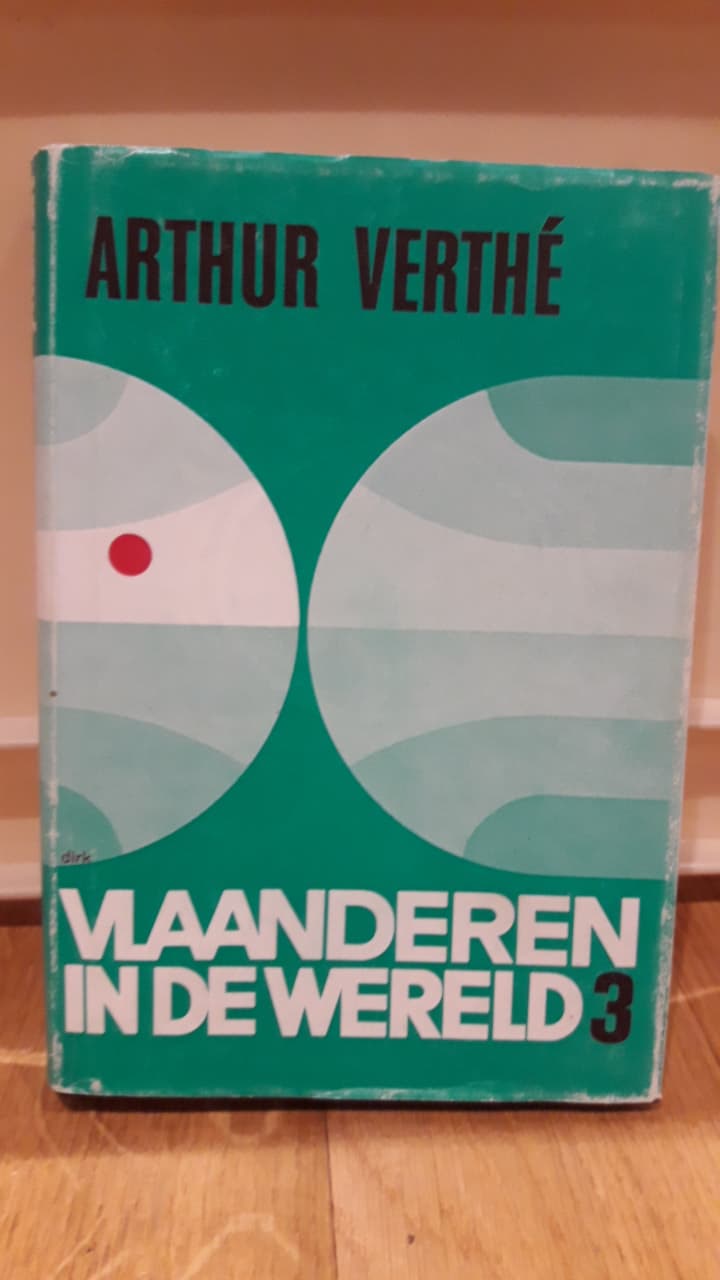 ARTHUR VERTHÉ
dirk
VLAANDEREN
IN DE WERELD 3